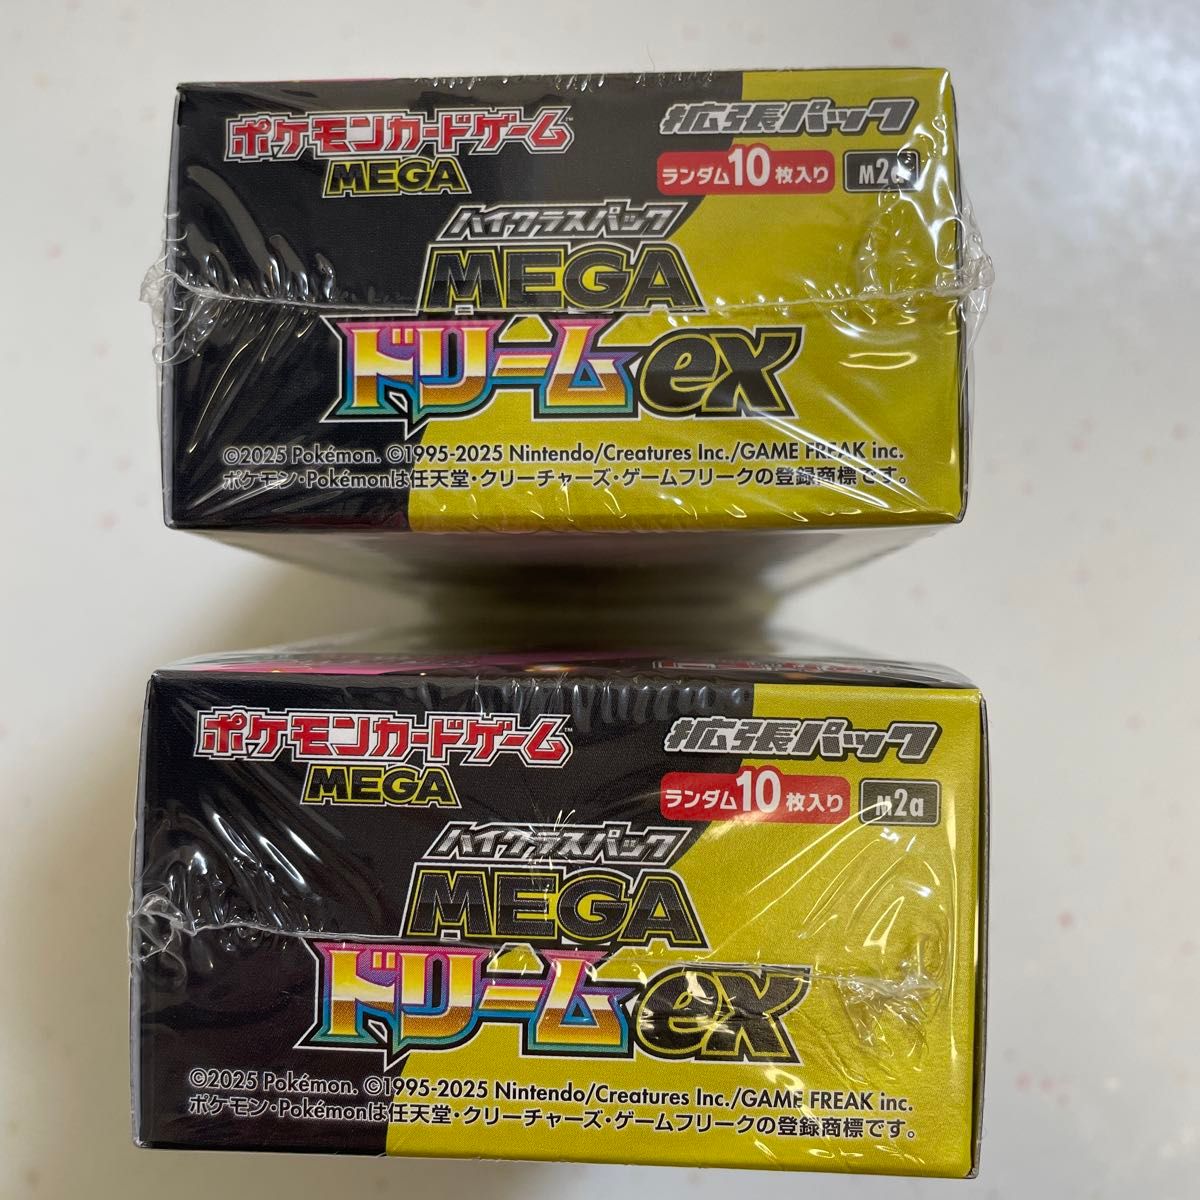 ポケモンカードゲーム™
MEGA
拡張パック
ランダム10枚入り
M2a
ハイクラスパック
MEGA
ドリームex
©2025 Pokémon. ©1995-2025 Nintendo/Creatures Inc./GAME FREAK inc.
ポケモン・Pokémonは任天堂・クリーチャーズ・ゲームフリークの登録商標です。
ポケモンカードゲーム™
MEGA
拡張パック
ランダム10枚入り
M2a
ハイクラスパック
MEGA
ドリームex
©2025 Pokémon. ©1995-2025 Nintendo/Creatures Inc./GAME FREAK inc.
ポケモン・Pokémonは任天堂・クリーチャーズ・ゲームフリークの登録商標です。